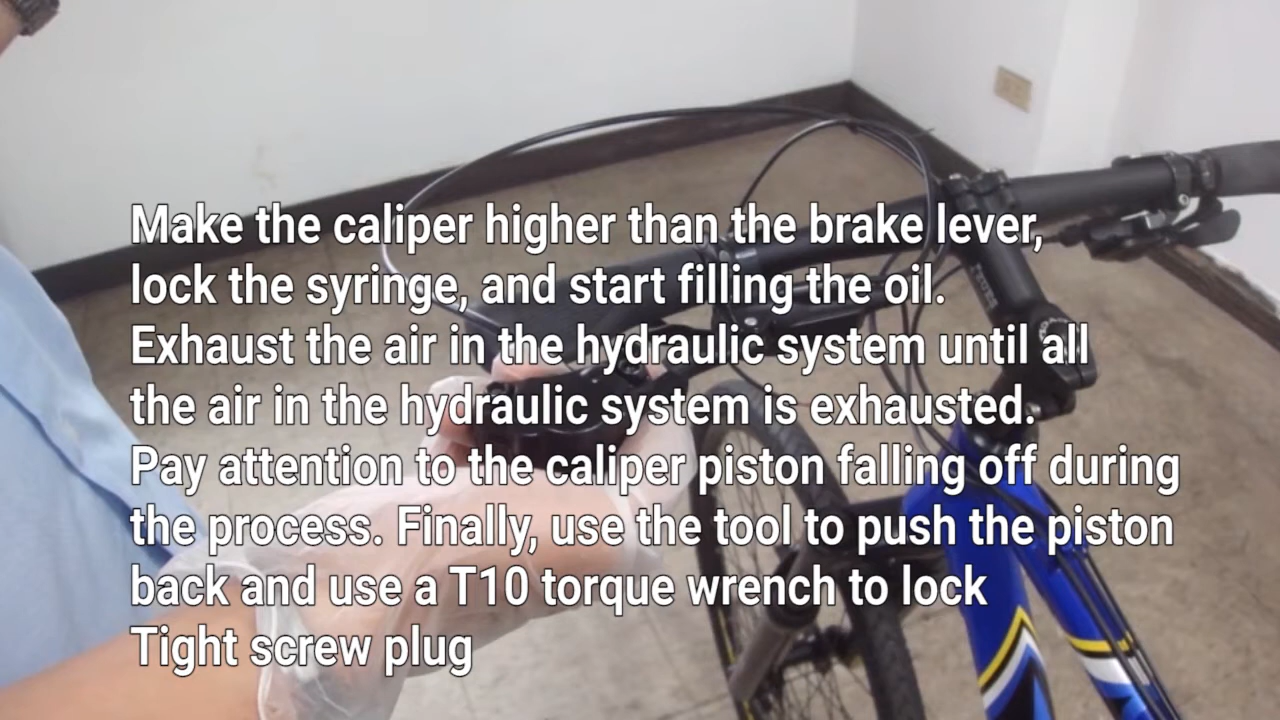 Make the caliper higher than the brake lever,
lock the syringe, and start filling the oil.
Exhaust the air in the hydraulic system until all
the air in the hydraulic system is exhausted.
Pay attention to the caliper piston falling off during
the process. Finally, use the tool to push the piston
back and use a T10 torque wrench to lock
Tight screw plug